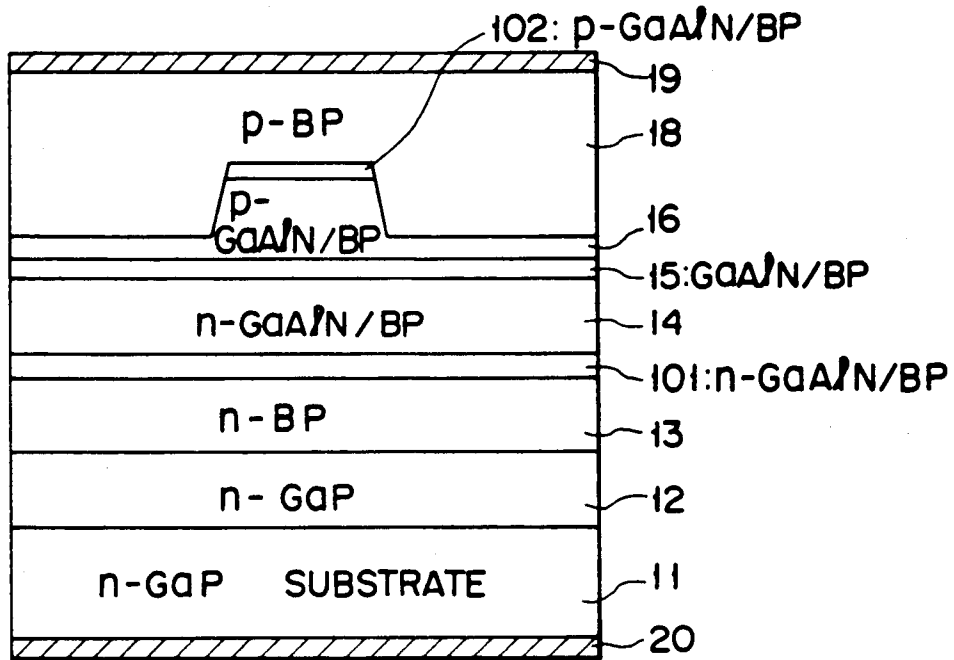 102: p-GaAlN/BP
19
p-BP
18
p-
GaAlN/BP
16
15:GaAlN/BP
n-GaAlN/BP
14
101:n-GaAlN/BP
n-BP
13
n-GaP
12
n-GaP SUBSTRATE
11
20